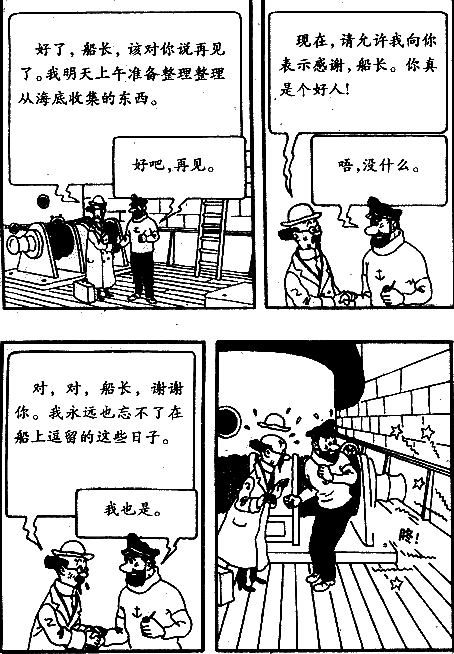 好了，船长，该对你说再见
了。我明天上午准备整理整理
从海底收集的东西。
好吧，再见。
现在，请允许我向你
表示感谢，船长。你真
是个好人！
唔，没什么。
对，对，船长，谢谢
你。我永远也忘不了在
船上逗留的这些日子。
我也是。
咚！